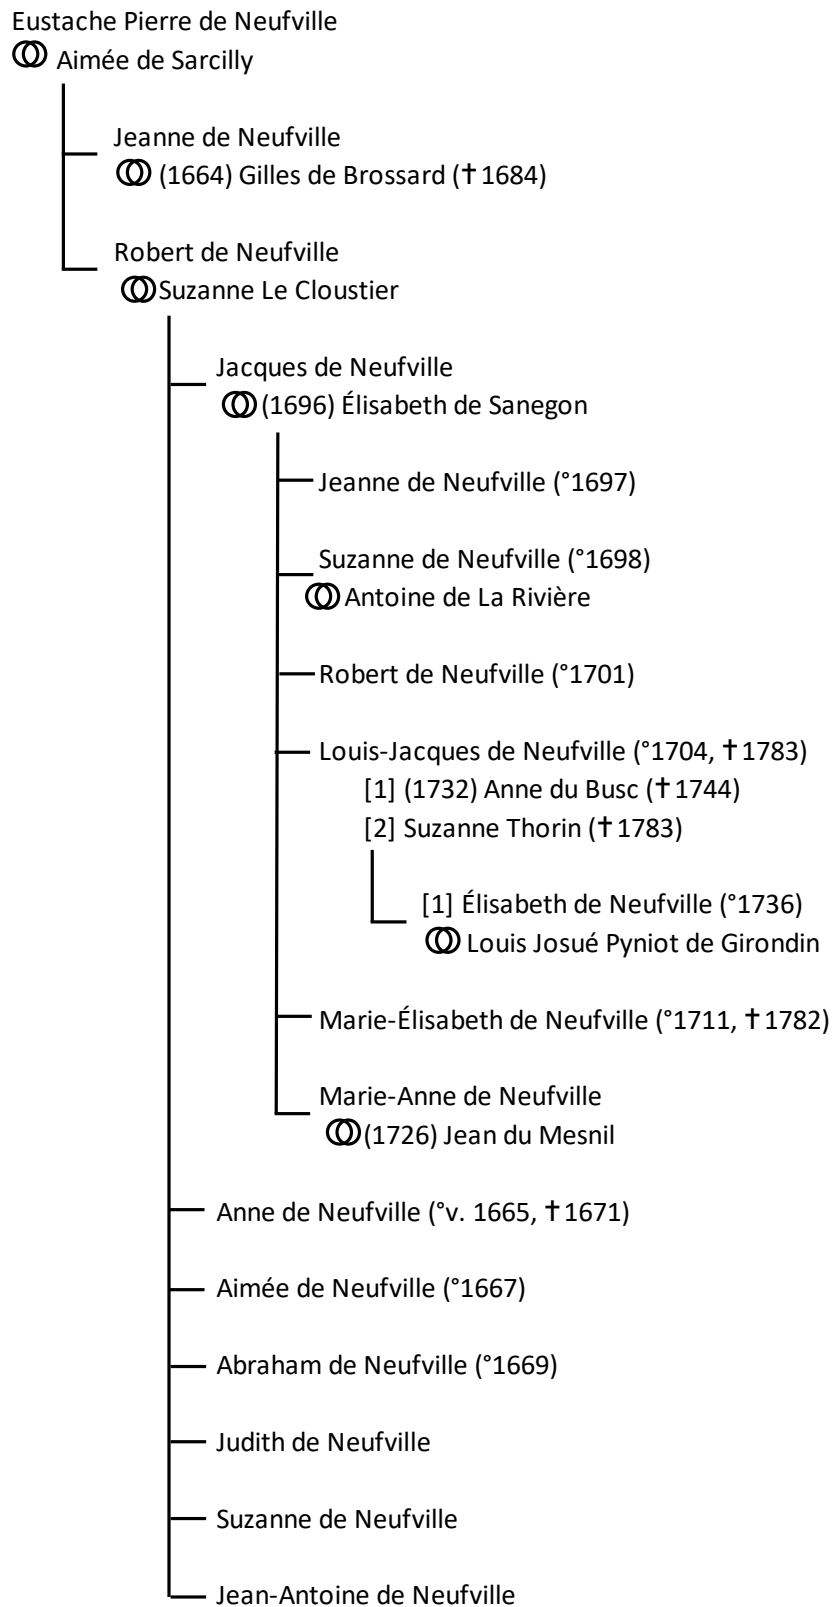 Eustache Pierre de Neufville
Aimée de Sarcilly
Jeanne de Neufville
(1664) Gilles de Brossard (✝1684)
Robert de Neufville
Suzanne Le Cloustier
Jacques de Neufville
(1696) Élisabeth de Sanegon
Jeanne de Neufville (°1697)
Suzanne de Neufville (°1698)
Antoine de La Rivière
Robert de Neufville (°1701)
Louis-Jacques de Neufville (°1704, ✝1783)
[1] (1732) Anne du Busc (✝1744)
[2] Suzanne Thorin (✝1783)
[1] Élisabeth de Neufville (°1736)
Louis Josué Pyniot de Girondin
Marie-Élisabeth de Neufville (°1711, ✝1782)
Marie-Anne de Neufville
(1726) Jean du Mesnil
Anne de Neufville (°v. 1665, ✝1671)
Aimée de Neufville (°1667)
Abraham de Neufville (°1669)
Judith de Neufville
Suzanne de Neufville
Jean-Antoine de Neufville